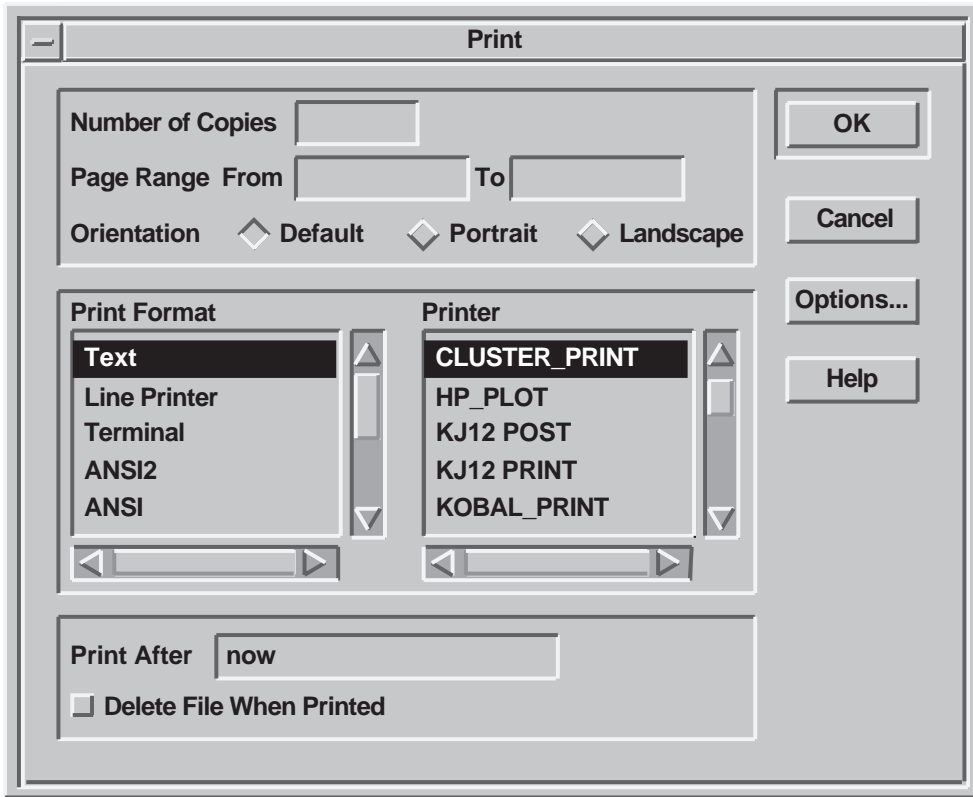 Print
Number of Copies
Page Range From To
Orientation Default Portrait Landscape
Print Format
Text
Line Printer
Terminal
ANSI2
ANSI
Printer
CLUSTER_PRINT
HP_PLOT
KJ12 POST
KJ12 PRINT
KOBAL_PRINT
Print After now
Delete File When Printed
OK
Cancel
Options...
Help